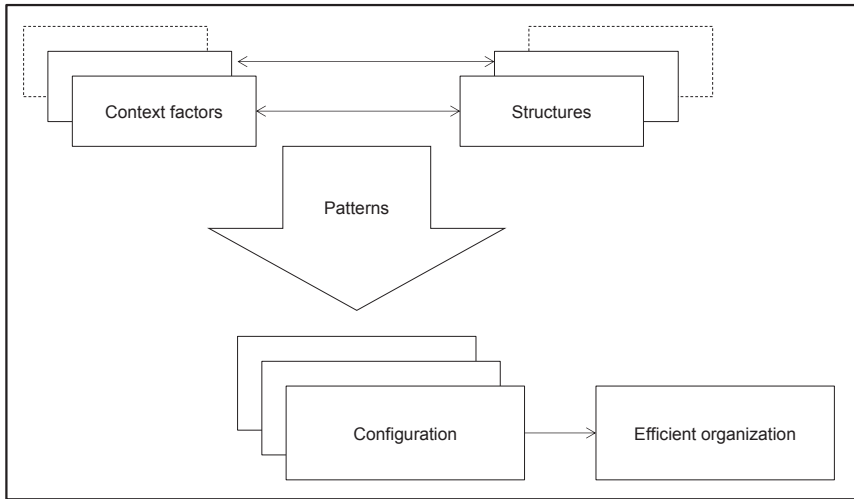 Context factors
Structures
Patterns
Configuration
Efficient organization